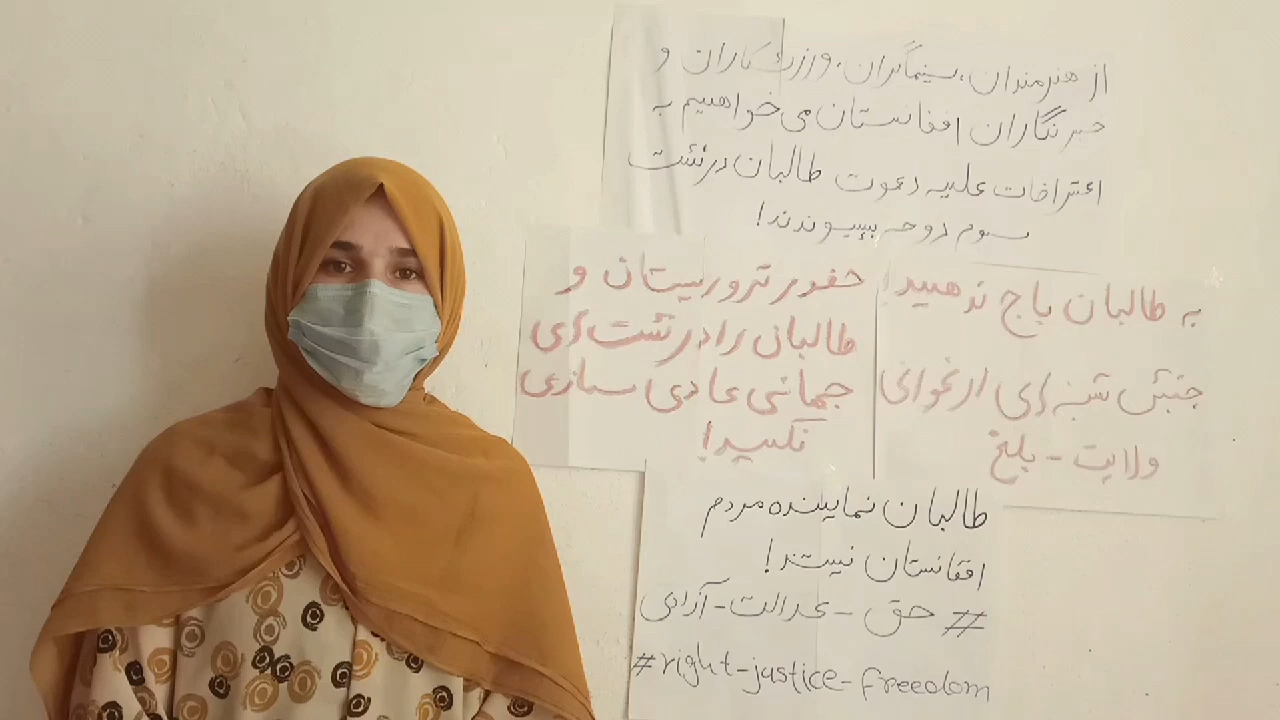 از هنرمندان، سینماگران، ورزشکاران و
خبرنگاران افغانستان می‌خواهیم به
اعتراضات علیه دعوت طالبان در نشست
سوم دوحه بپیوندند!
به طالبان باج ندهید!
جنبش شنبه‌های ارغوانی
ولایت - بلخ
حضور تروریستان و
طالبان را در نشست‌های
جهانی عادی سازی
نکنید!
طالبان نماینده مردم
افغانستان نیستند!
# حق - عدالت - آزادی
#right-justice-freedom